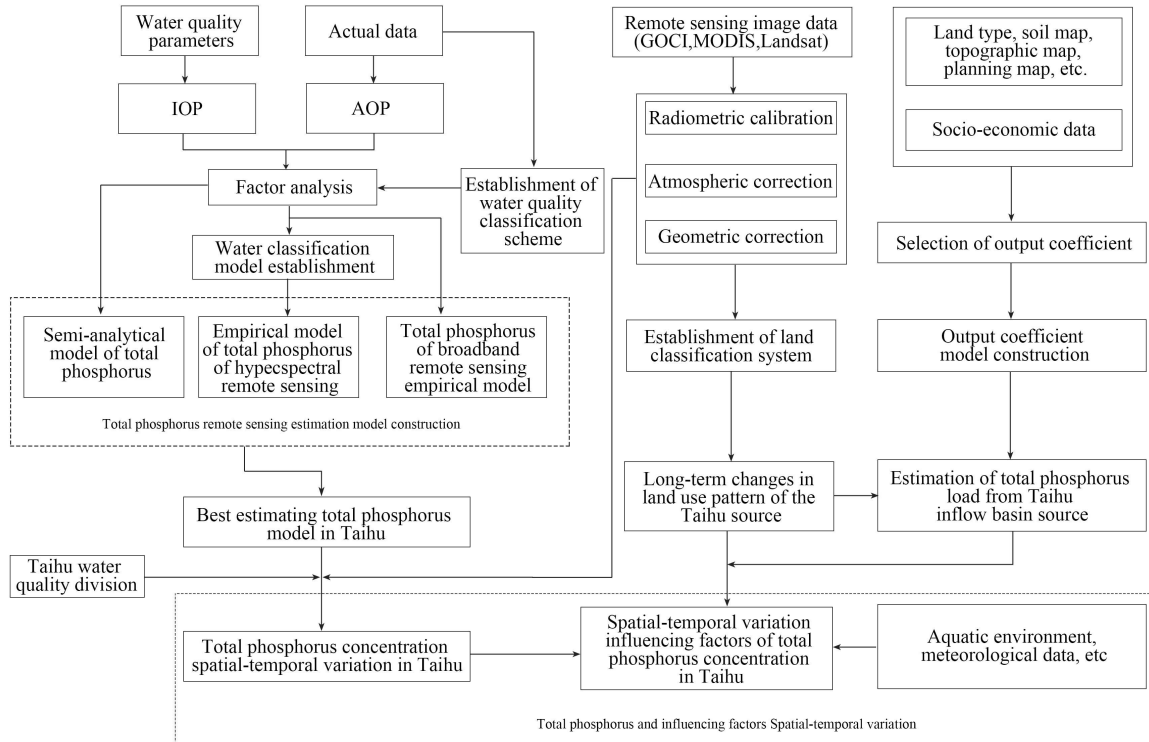 Water quality
parameters
Actual data
Remote sensing image data
(GOCI,MODIS,Landsat)
Land type, soil map,
topographic map,
planning map, etc.
IOP
AOP
Radiometric calibration
Socio-economic data
Factor analysis
Establishment of
water quality
classification
scheme
Atmospheric correction
Water classification
model establishment
Geometric correction
Selection of output coefficient
Semi-analytical
model of total
phosphorus
Empirical model
of total phosphorus
of hypecspectral
remote sensing
Total phosphorus
of broadband
remote sensing
empirical model
Establishment of land
classification system
Output coefficient
model construction
Total phosphorus remote sensing estimation model construction
Long-term changes in
land use pattern of the
Taihu source
Estimation of total phosphorus
load from Taihu
inflow basin source
Best estimating total phosphorus
model in Taihu
Taihu water
quality division
Total phosphorus concentration
spatial-temporal variation in Taihu
Spatial-temporal variation
influencing factors of total
phosphorus concentration
in Taihu
Aquatic environment,
meteorological data, etc
Total phosphorus and influencing factors Spatial-temporal variation